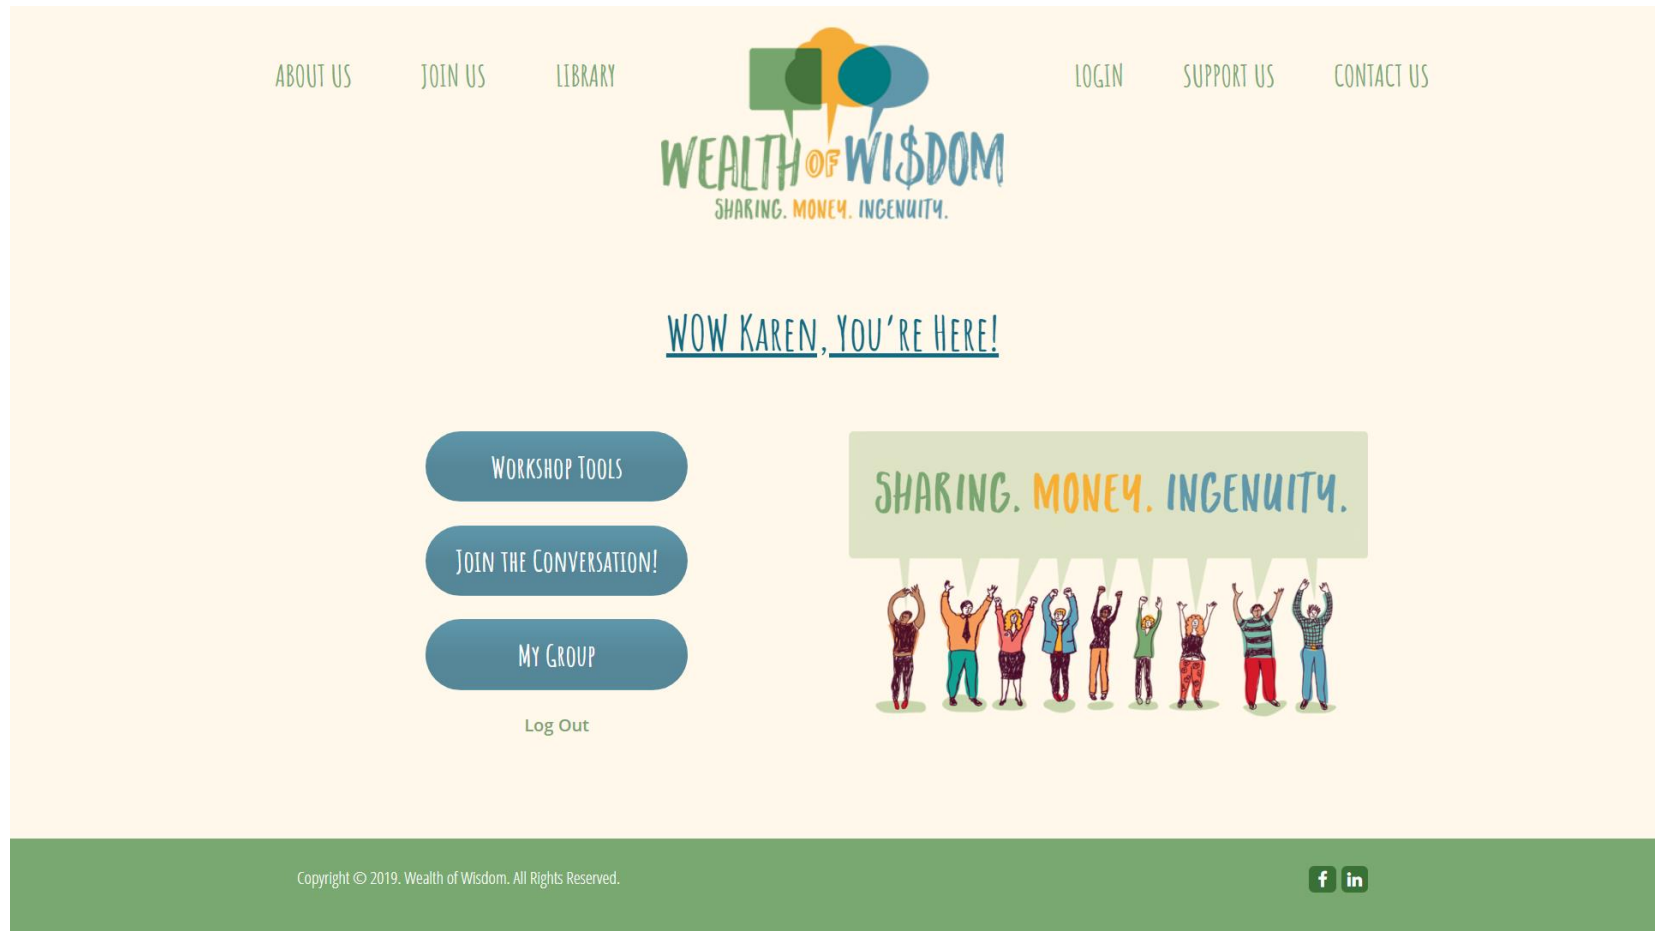 ABOUT US
JOIN US
LIBRARY
WEALTH OF WI$DOM
SHARING. MONEY. INGENUITY.
LOGIN
SUPPORT US
CONTACT US
WOW Karen, You're Here!
Workshop Tools
Join the Conversation!
My Group
Log Out
SHARING. MONEY. INGENUITY.
Copyright © 2019. Wealth of Wisdom. All Rights Reserved.
f in